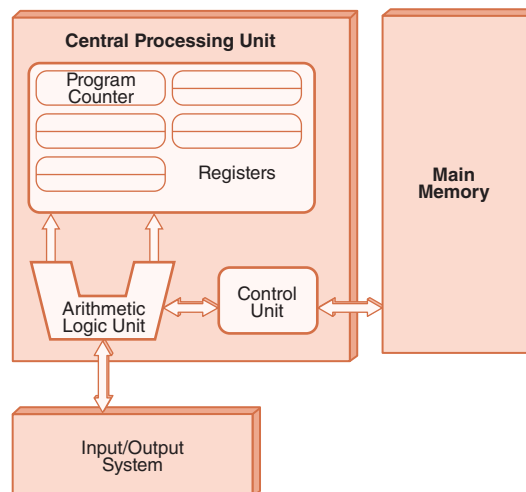 Central Processing Unit
Program
Counter
Registers
Main
Memory
Arithmetic
Logic Unit
Control
Unit
Input/Output
System